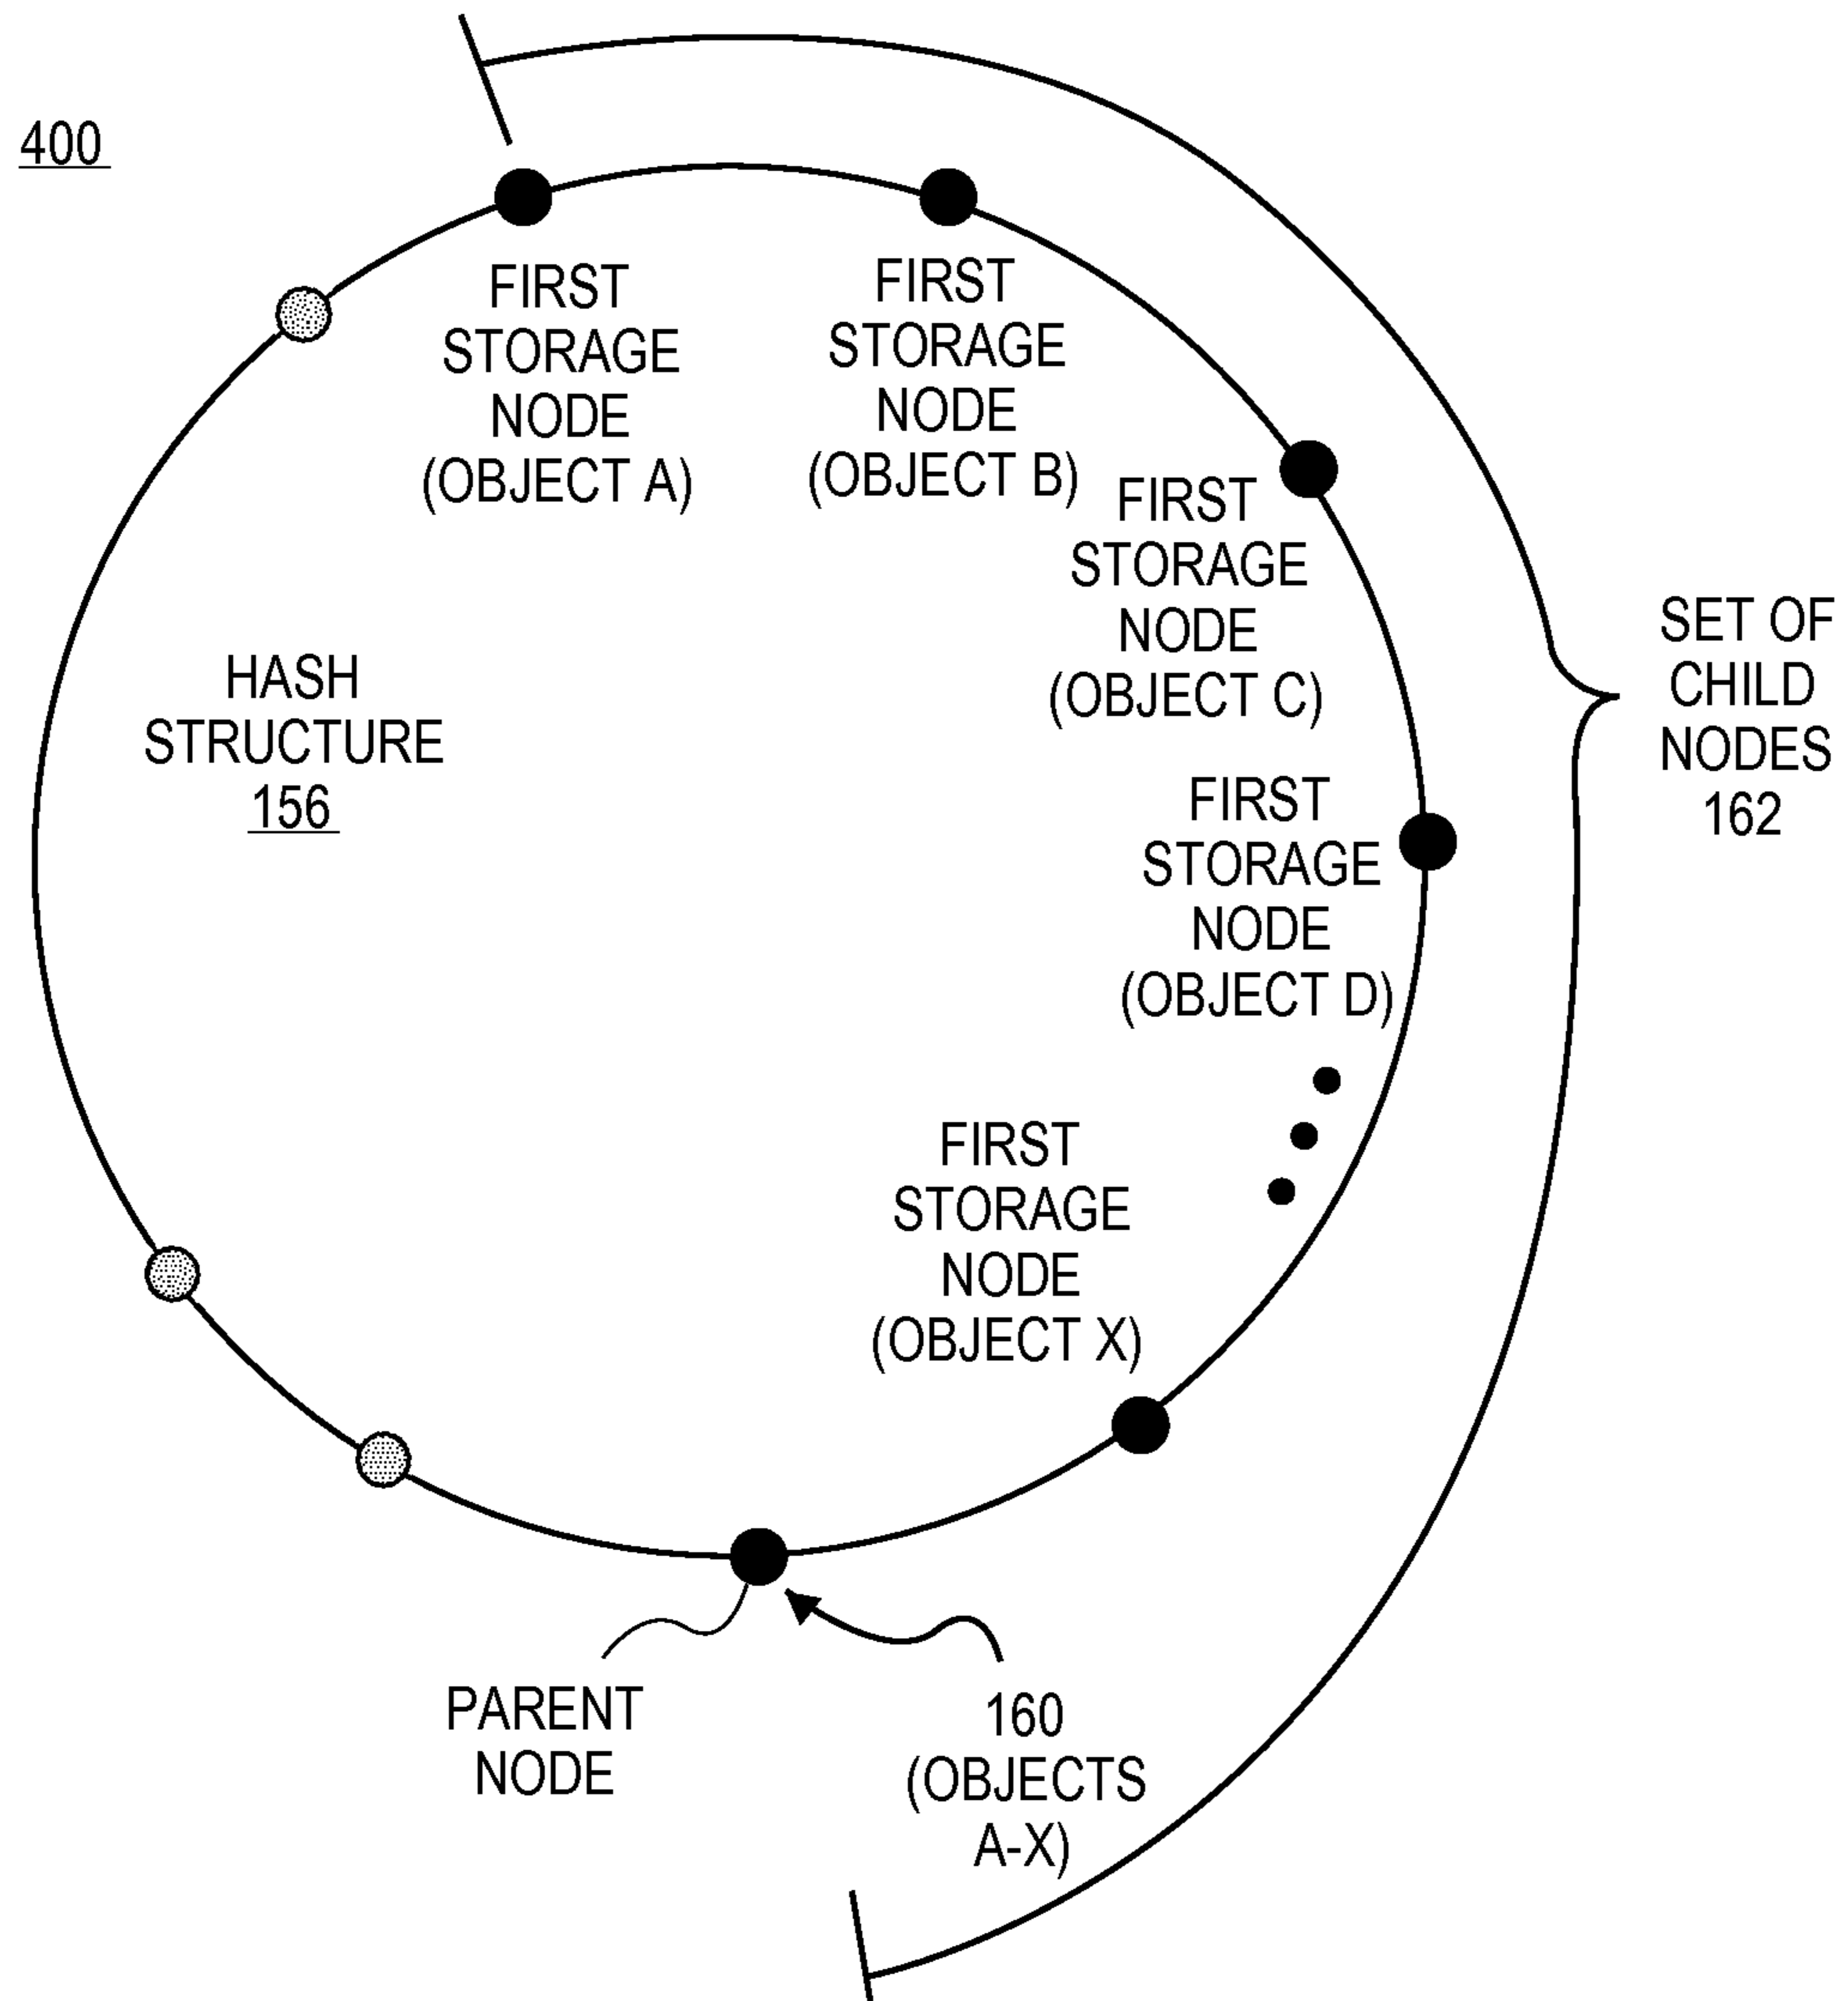 400
FIRST
STORAGE
NODE
(OBJECT A)
FIRST
STORAGE
NODE
(OBJECT B)
FIRST
STORAGE
NODE
(OBJECT C)
HASH
STRUCTURE
156
SET OF
CHILD
NODES
162
FIRST
STORAGE
NODE
(OBJECT D)
FIRST
STORAGE
NODE
(OBJECT X)
PARENT
NODE
160
(OBJECTS
A-X)